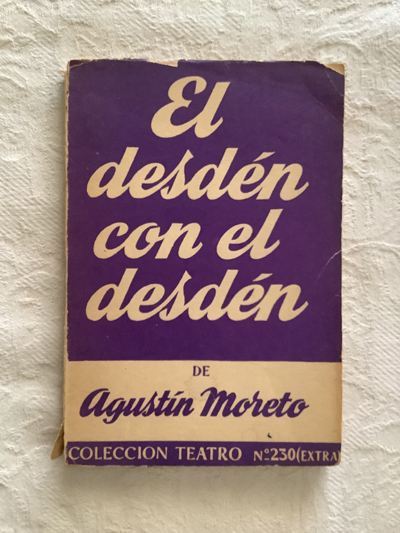 El
desdén
con el
desdén
DE
Agustín Moreto
COLECCION TEATRO Nº230(EXTRA)